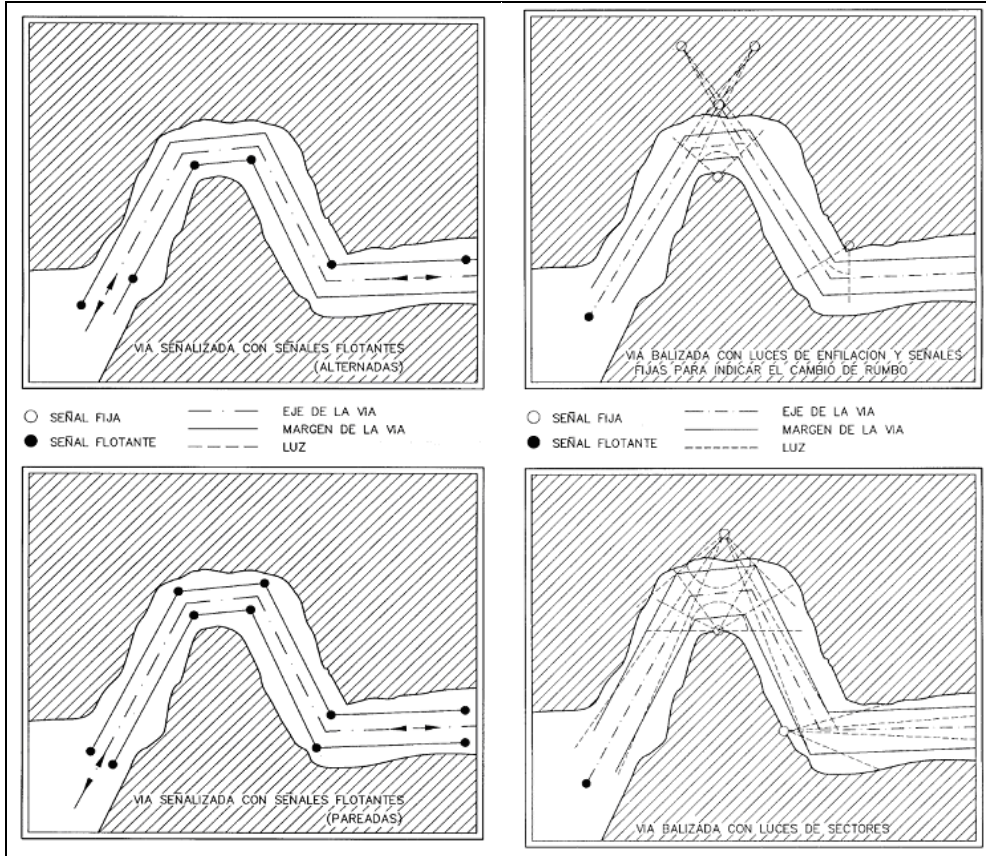 VIA SEÑALIZADA CON SEÑALES FLOTANTES
(ALTERNADAS)
VIA BALIZADA CON LUCES DE ENFILACION Y SEÑALES
FIJAS PARA INDICAR EL CAMBIO DE RUMBO
SEÑAL FIJA
EJE DE LA VIA
MARGEN DE LA VIA
SEÑAL FLOTANTE
LUZ
SEÑAL FIJA
EJE DE LA VIA
MARGEN DE LA VIA
SEÑAL FLOTANTE
LUZ
VIA SEÑALIZADA CON SEÑALES FLOTANTES
(PAREADAS)
VIA BALIZADA CON LUCES DE SECTORES